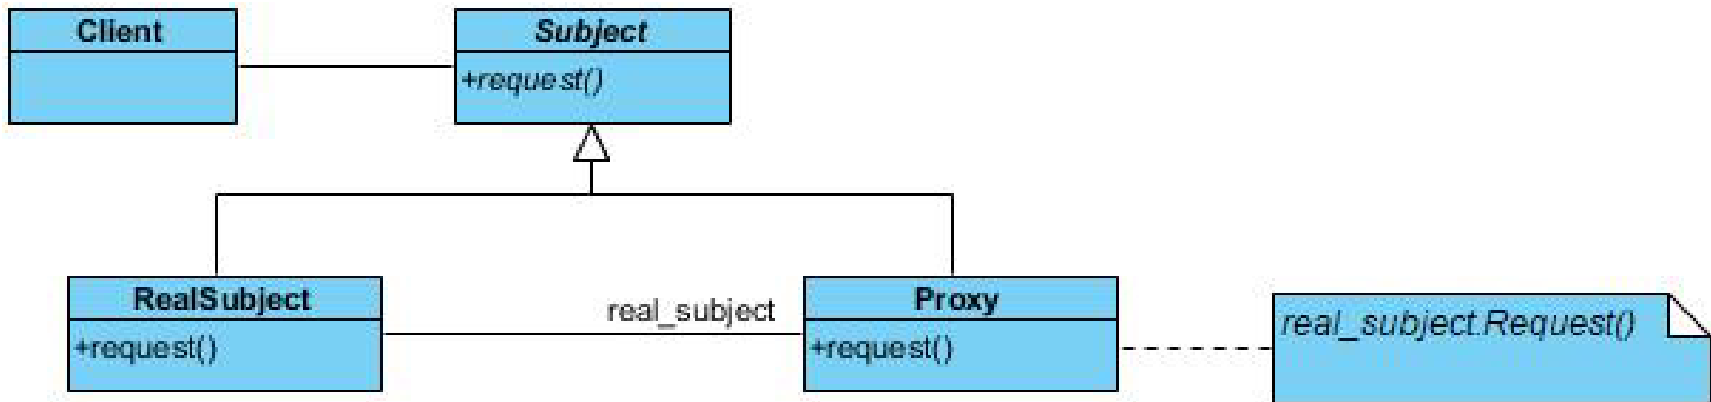 Client
Subject
+request()
RealSubject
+request()
real_subject
Proxy
+request()
real_subject.Request()